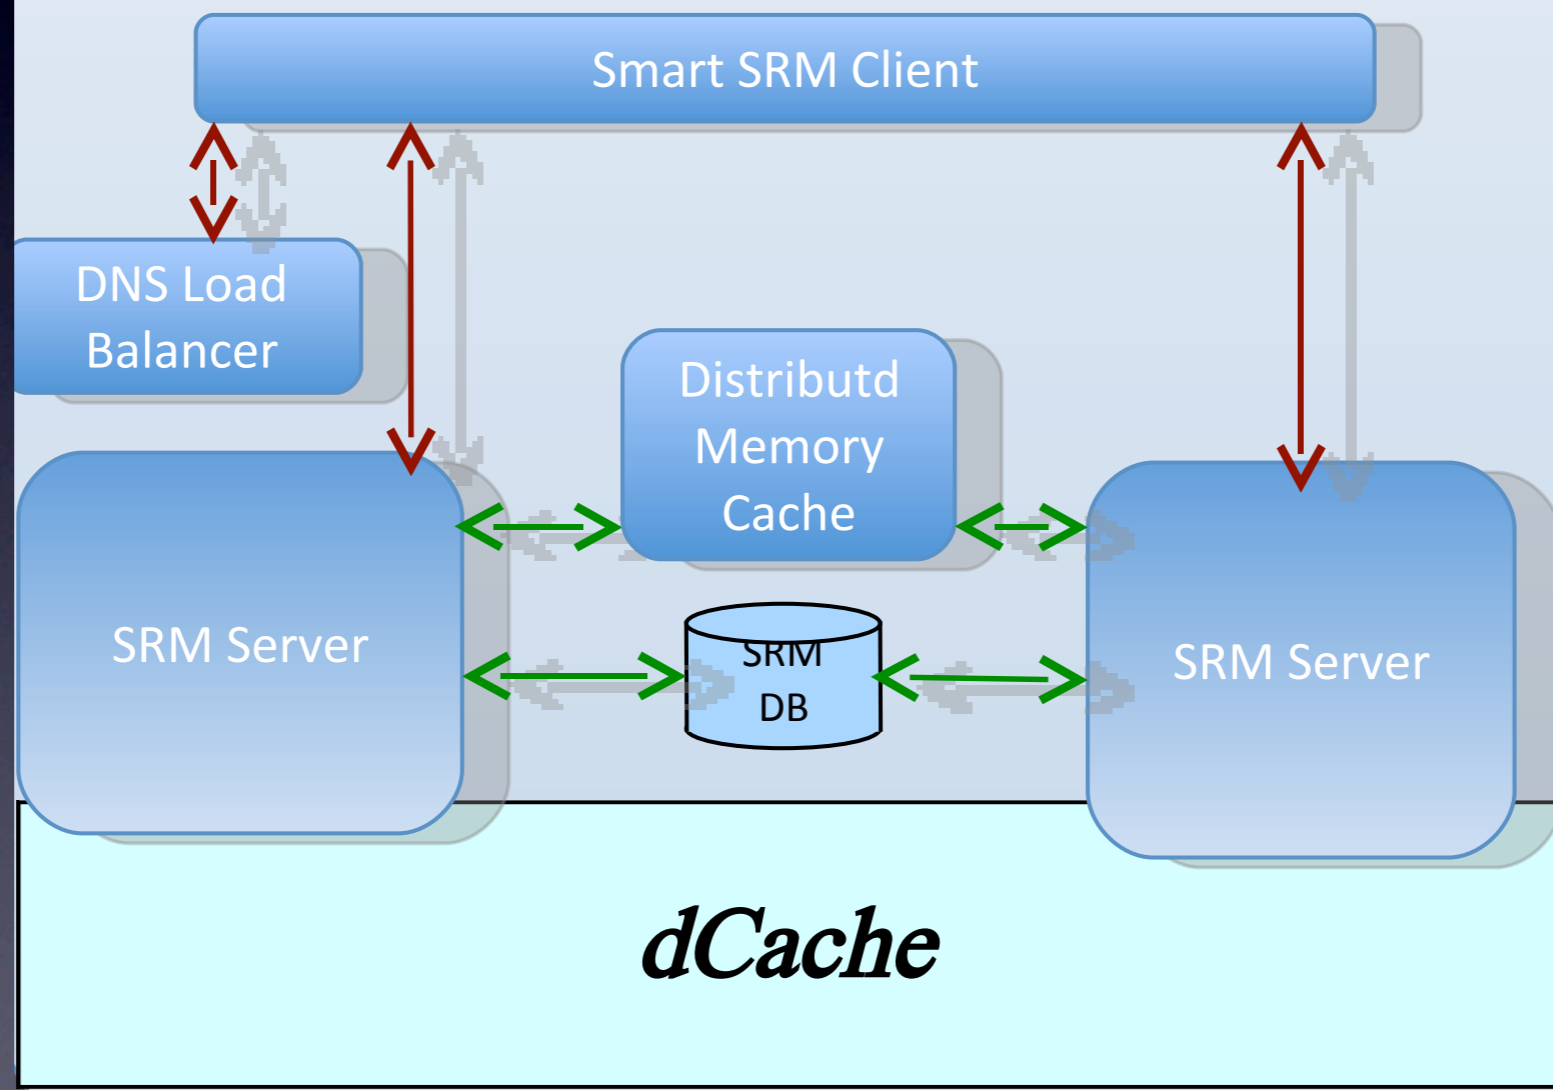 Smart SRM Client
DNS Load
Balancer
Distributd
Memory
Cache
SRM Server
SRM
DB
SRM Server
dCache